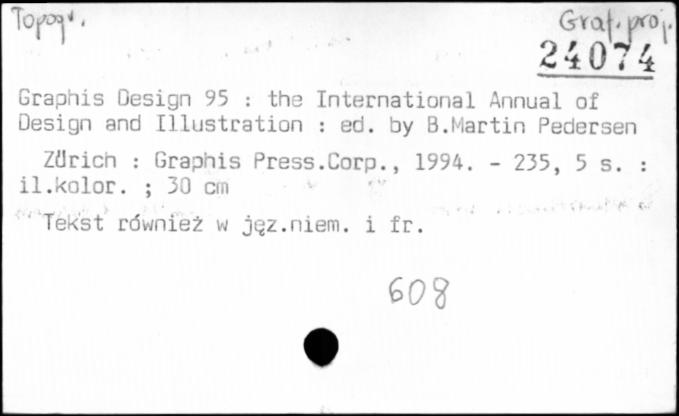 Topogr.
Graf. proj.
24074
Graphis Design 95 : the International Annual of
Design and Illustration : ed. by B.Martin Pedersen
Zürich : Graphis Press.Corp., 1994. - 235, 5 s. :
il.kolor. ; 30 cm
Tekst również w jęz.niem. i fr.
608